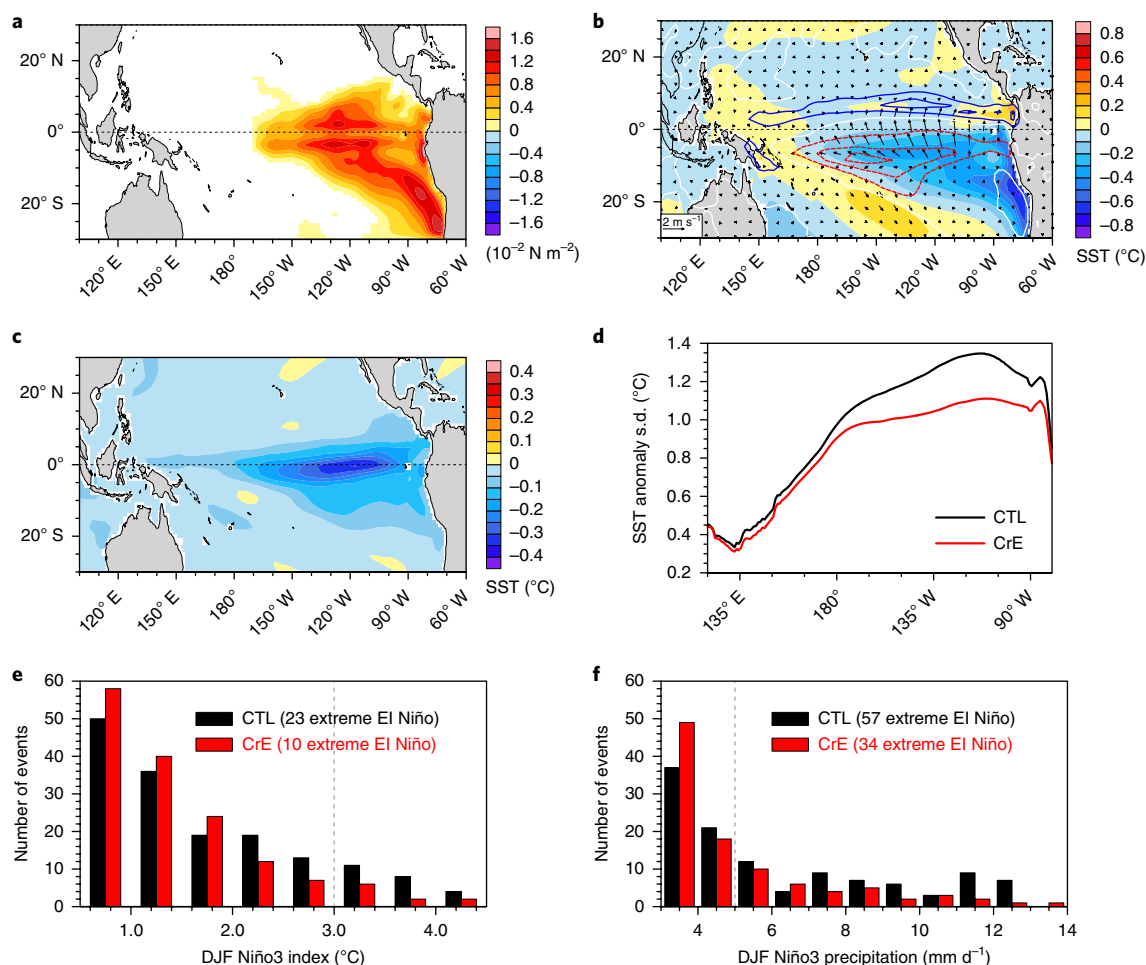 a
20° N
0°
20° S
120° E
150° E
180°
150° W
120° W
90° W
60° W
1.6
1.2
0.8
0.4
0
–0.4
–0.8
–1.2
–1.6
(10⁻² N m⁻²)
b
20° N
0°
20° S
2 m s⁻¹
120° E
150° E
180°
150° W
120° W
90° W
60° W
0.8
0.6
0.4
0.2
0
–0.2
–0.4
–0.6
–0.8
SST (°C)
c
20° N
0°
20° S
120° E
150° E
180°
150° W
120° W
90° W
60° W
0.4
0.3
0.2
0.1
0
–0.1
–0.2
–0.3
–0.4
SST (°C)
d
SST anomaly s.d. (°C)
1.4
1.2
1.0
0.8
0.6
0.4
0.2
CTL
CrE
135° E
180°
135° W
90° W
e
Number of events
60
50
40
30
20
10
0
CTL (23 extreme El Niño)
CrE (10 extreme El Niño)
1.0
2.0
3.0
4.0
DJF Niño3 index (°C)
f
Number of events
60
50
40
30
20
10
0
CTL (57 extreme El Niño)
CrE (34 extreme El Niño)
4
6
8
10
12
14
DJF Niño3 precipitation (mm d⁻¹)